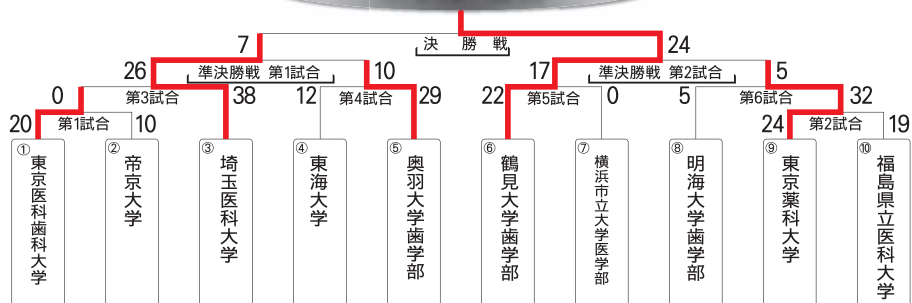 7 決勝戦 24
26 準決勝戦 第1試合 10 17 準決勝戦 第2試合 5
0 第3試合 38 12 第4試合 29 22 第5試合 0 5 第6試合 32
20 第1試合 10 24 第2試合 19
① 東京医科歯科大学
② 帝京大学
③ 埼玉医科大学
④ 東海大学
⑤ 奥羽大学歯学部
⑥ 鶴見大学歯学部
⑦ 横浜市立大学医学部
⑧ 明海大学歯学部
⑨ 東京薬科大学
⑩ 福島県立医科大学